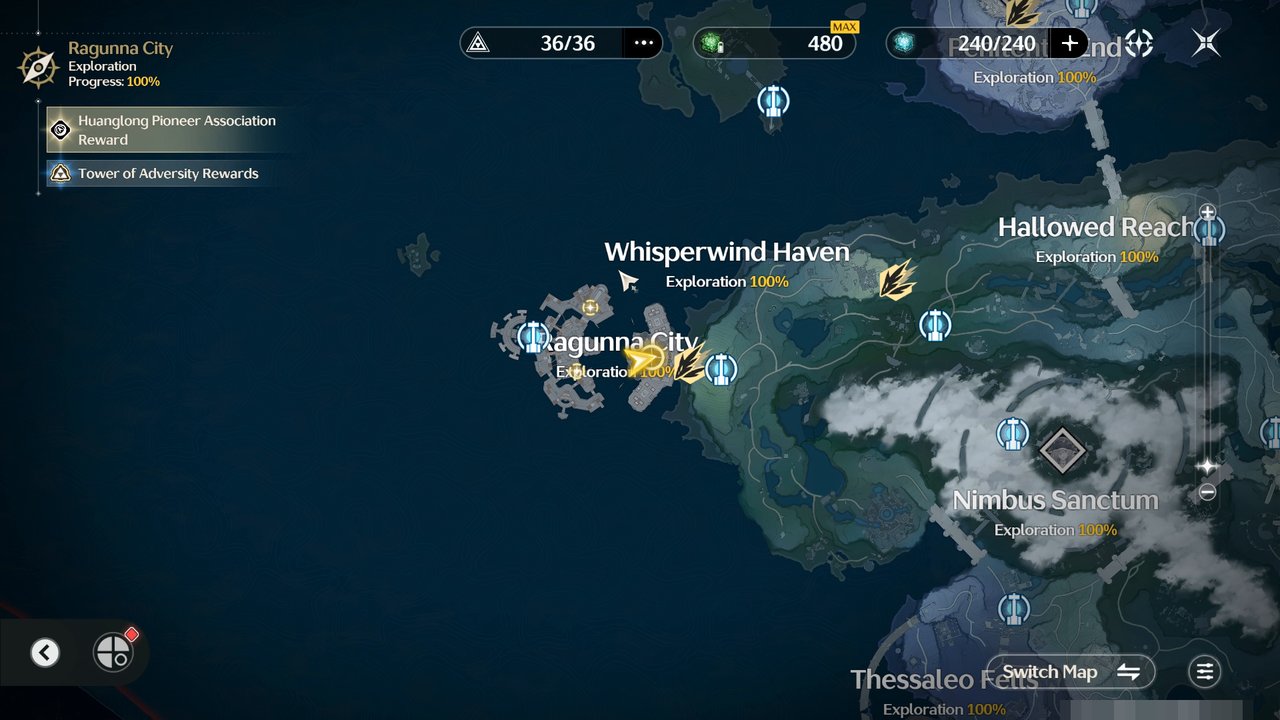 Ragunna City
Exploration
Progress: 100%
Huanglong Pioneer Association
Reward
Tower of Adversity Rewards
36/36
MAX
480
240/240
Exploration 100%
Hallowed Reach
Exploration 100%
Whisperwind Haven
Exploration 100%
Ragunna City
Exploration 100%
Nimbus Sanctum
Exploration 100%
Switch Map
Thessaleo Fells
Exploration 100%